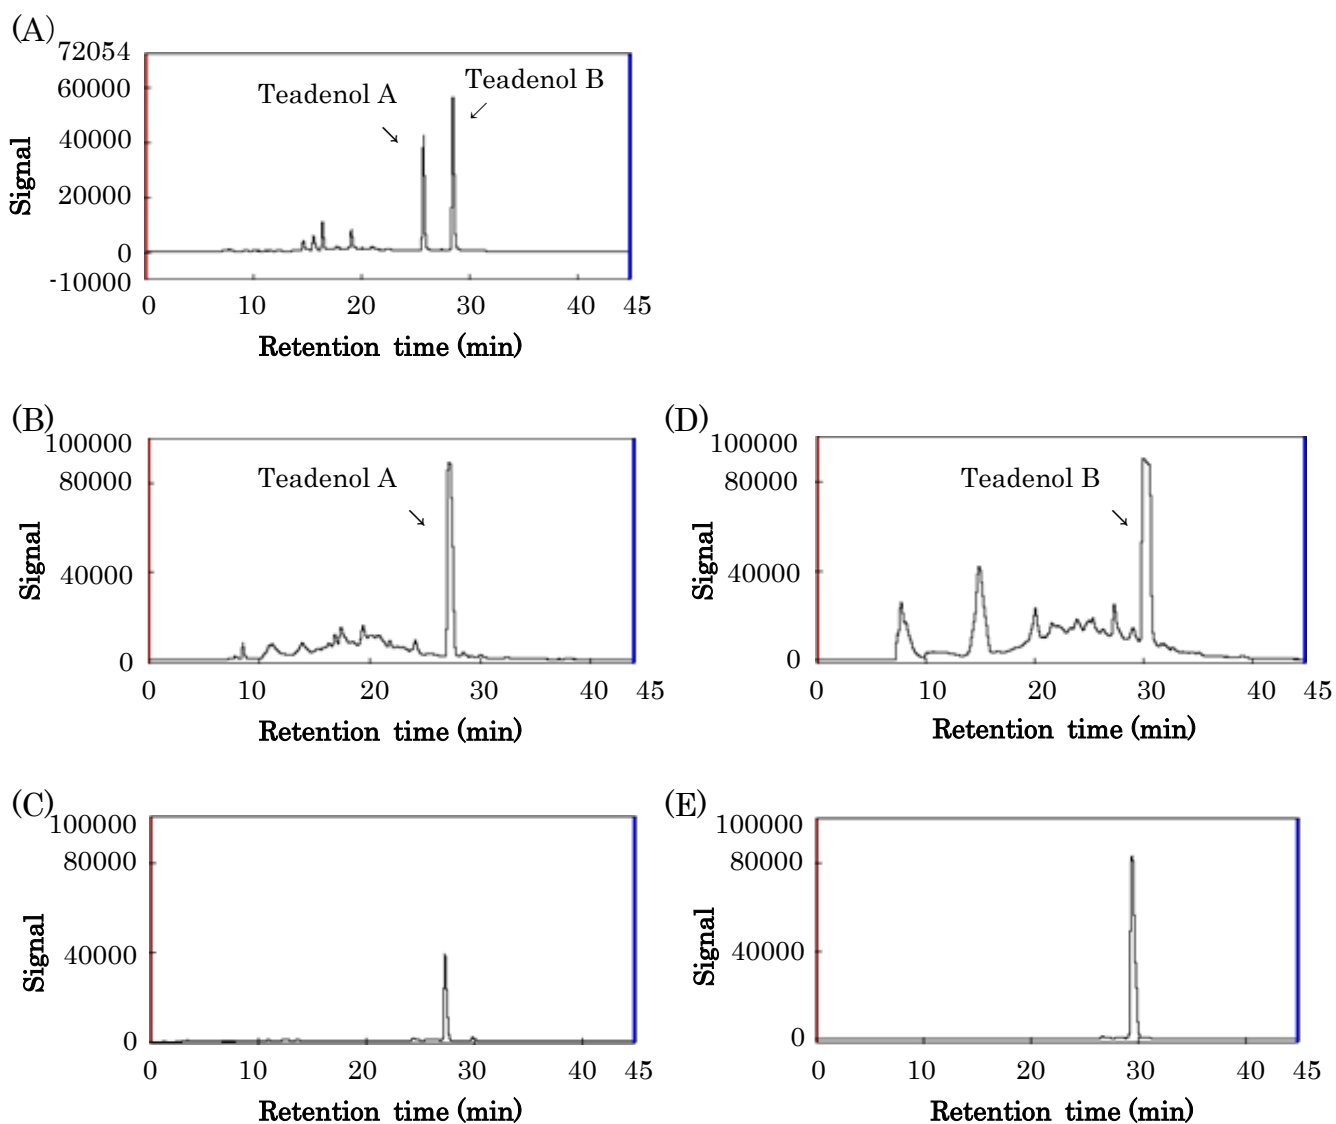 (A)
72054
60000
40000
20000
0
-10000
Signal
Teadenol A
Teadenol B
0 10 20 30 40 45
Retention time (min)
(B)
100000
80000
40000
0
Signal
Teadenol A
0 10 20 30 40 45
Retention time (min)
(D)
100000
80000
40000
0
Signal
Teadenol B
0 10 20 30 40 45
Retention time (min)
(C)
100000
80000
40000
0
Signal
0 10 20 30 40 45
Retention time (min)
(E)
100000
80000
40000
0
Signal
0 10 20 30 40 45
Retention time (min)